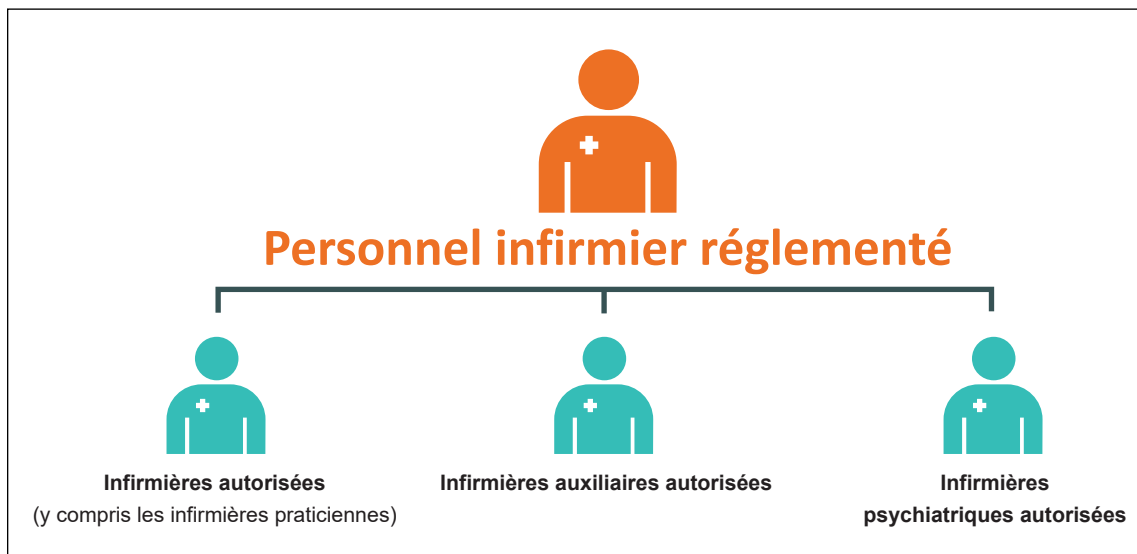 Personnel infirmier réglementé
Infirmières autorisées
(y compris les infirmières praticiennes)
Infirmières auxiliaires autorisées
Infirmières
psychiatriques autorisées